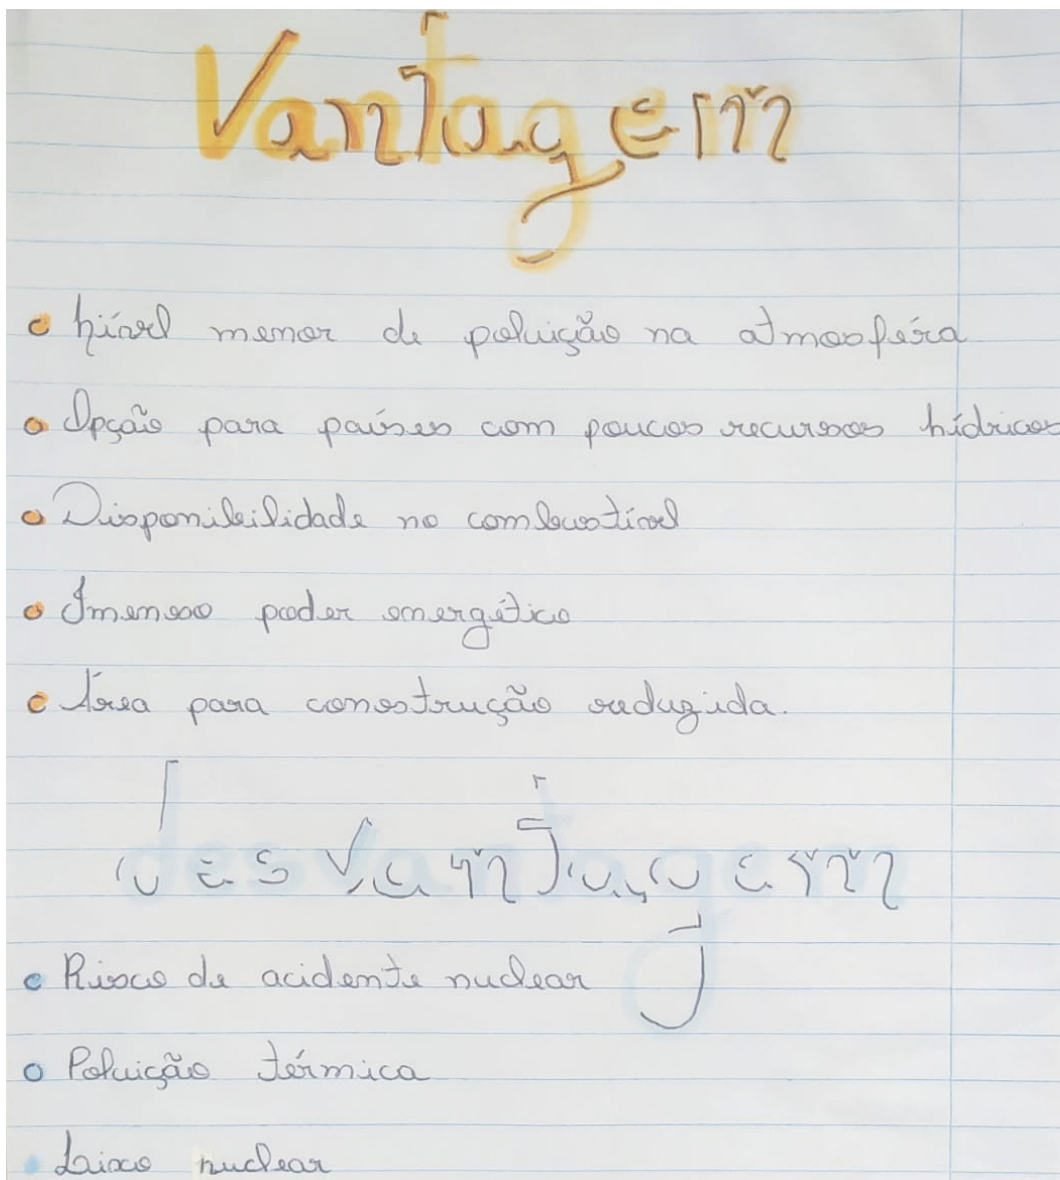 Vantagem
nível menor de poluição na atmosféra
Opção para países com poucos recursos hídricos
Disponibilidade no combustível
Imenso poder energético
Área para construção reduzida.
desvantagem
Risco de acidente nuclear
Poluição térmica
Lixo nuclear